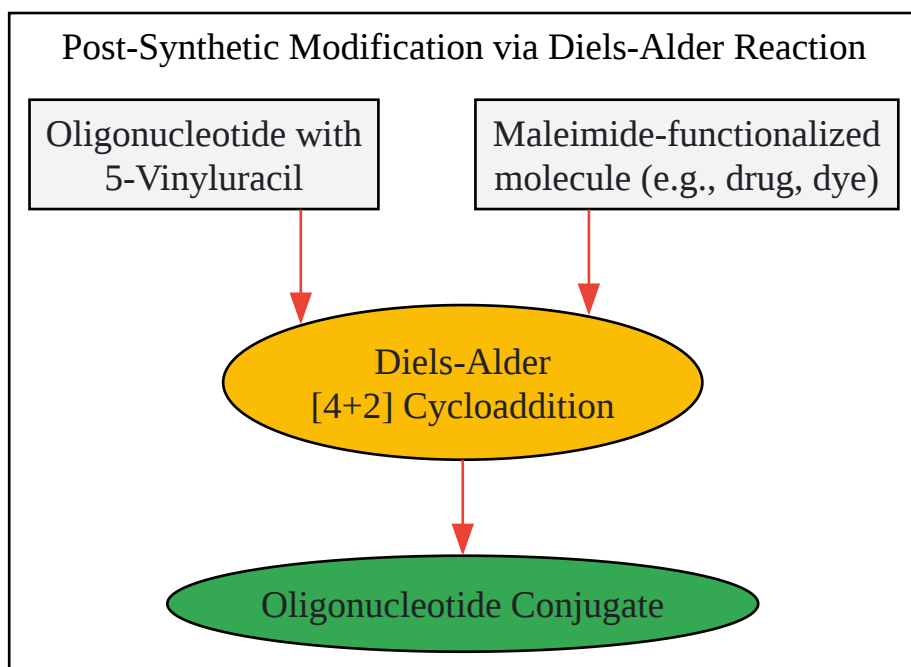 Post-Synthetic Modification via Diels-Alder Reaction
Oligonucleotide with
5-Vinyluracil
Maleimide-functionalized
molecule (e.g., drug, dye)
Diels-Alder
[4+2] Cycloaddition
Oligonucleotide Conjugate